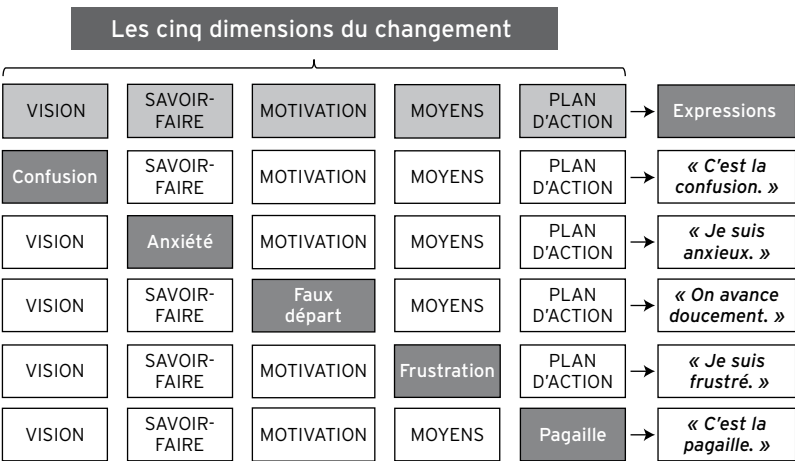 Les cinq dimensions du changement
VISION
SAVOIR-
FAIRE
MOTIVATION
MOYENS
PLAN
D'ACTION
Expressions
Confusion
SAVOIR-
FAIRE
MOTIVATION
MOYENS
PLAN
D'ACTION
« C'est la
confusion. »
VISION
Anxiété
MOTIVATION
MOYENS
PLAN
D'ACTION
« Je suis
anxieux. »
VISION
SAVOIR-
FAIRE
Faux
départ
MOYENS
PLAN
D'ACTION
« On avance
doucement. »
VISION
SAVOIR-
FAIRE
MOTIVATION
Frustration
PLAN
D'ACTION
« Je suis
frustré. »
VISION
SAVOIR-
FAIRE
MOTIVATION
MOYENS
Pagaille
« C'est la
pagaille. »